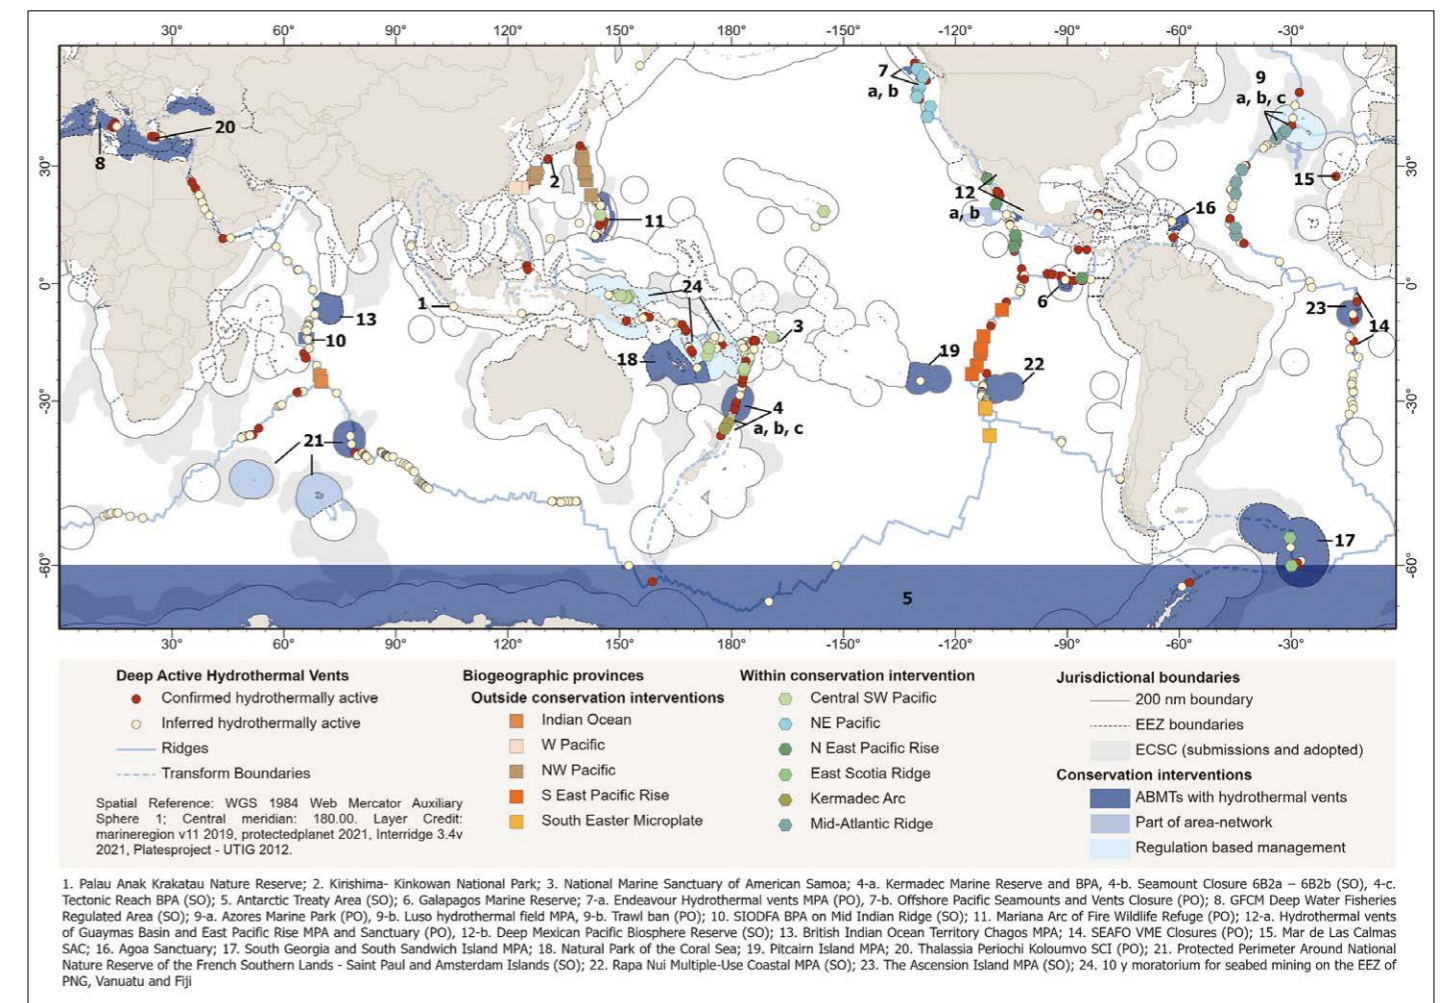 30° 60° 90° 120° 150° 180° -150° -120° -90° -60° -30°
7
a, b
9
a, b, c
20
8
30°
30°
2
12
a, b
15
11
16
0°
0°
24
1
6
13
3
23
14
10
18
19
22
-30°
-30°
4
a, b, c
21
17
-60°
-60°
5
30° 60° 90° 120° 150° 180° -150° -120° -90° -60° -30°
Deep Active Hydrothermal Vents
Confirmed hydrothermally active
Inferred hydrothermally active
Ridges
Transform Boundaries
Spatial Reference: WGS 1984 Web Mercator Auxiliary
Sphere 1; Central meridian: 180.00. Layer Credit:
marineregion v11 2019, protectedplanet 2021, Interridge 3.4v
2021, Platesproject - UTIG 2012.
Biogeographic provinces
Outside conservation interventions
Indian Ocean
W Pacific
NW Pacific
S East Pacific Rise
South Easter Microplate
Within conservation intervention
Central SW Pacific
NE Pacific
N East Pacific Rise
East Scotia Ridge
Kermadec Arc
Mid-Atlantic Ridge
Jurisdictional boundaries
200 nm boundary
EEZ boundaries
ECSC (submissions and adopted)
Conservation interventions
ABMTs with hydrothermal vents
Part of area-network
Regulation based management
1. Palau Anak Krakatau Nature Reserve; 2. Kirishima- Kinkowan National Park; 3. National Marine Sanctuary of American Samoa; 4-a. Kermadec Marine Reserve and BPA, 4-b. Seamount Closure 6B2a – 6B2b (SO), 4-c.
Tectonic Reach BPA (SO); 5. Antarctic Treaty Area (SO); 6. Galapagos Marine Reserve; 7-a. Endeavour Hydrothermal vents MPA (PO), 7-b. Offshore Pacific Seamounts and Vents Closure (PO); 8. GFCM Deep Water Fisheries
Regulated Area (SO); 9-a. Azores Marine Park (PO), 9-b. Luso hydrothermal field MPA, 9-b. Trawl ban (PO); 10. SIODFA BPA on Mid Indian Ridge (SO); 11. Mariana Arc of Fire Wildlife Refuge (PO); 12-a. Hydrothermal vents
of Guaymas Basin and East Pacific Rise MPA and Sanctuary (PO), 12-b. Deep Mexican Pacific Biosphere Reserve (SO); 13. British Indian Ocean Territory Chagos MPA.; 14. SEAFO VME Closures (PO); 15. Mar de Las Calmas
SAC; 16. Agoa Sanctuary; 17. South Georgia and South Sandwich Island MPA; 18. Natural Park of the Coral Sea; 19. Pitcairn Island MPA; 20. Thalassia Periochi Koloumvo SCI (PO); 21. Protected Perimeter Around National
Nature Reserve of the French Southern Lands - Saint Paul and Amsterdam Islands (SO); 22. Rapa Nui Multiple-Use Coastal MPA (SO); 23. The Ascension Island MPA (SO); 24. 10 y moratorium for seabed mining on the EEZ of
PNG, Vanuatu and Fiji